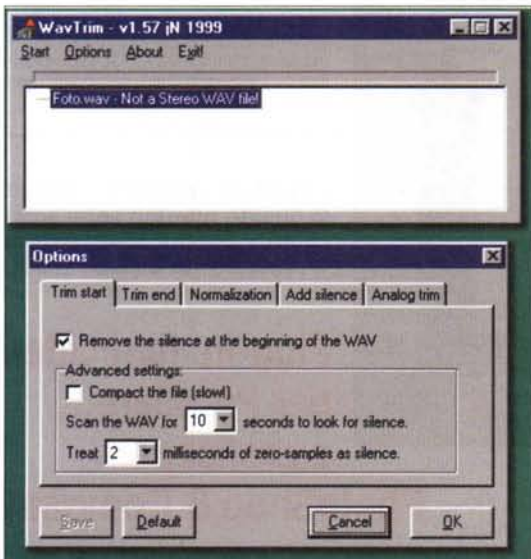 WavTrim - v1.57 jN 1999
Start Options About Exit!
Foto.wav - Not a Stereo WAV file!
Options
Trim start Trim end Normalization Add silence Analog trim
Remove the silence at the beginning of the WAV
Advanced settings:
Compact the file (slow!)
Scan the WAV for 10 seconds to look for silence.
Treat 2 milliseconds of zero-samples as silence.
Save Default Cancel OK